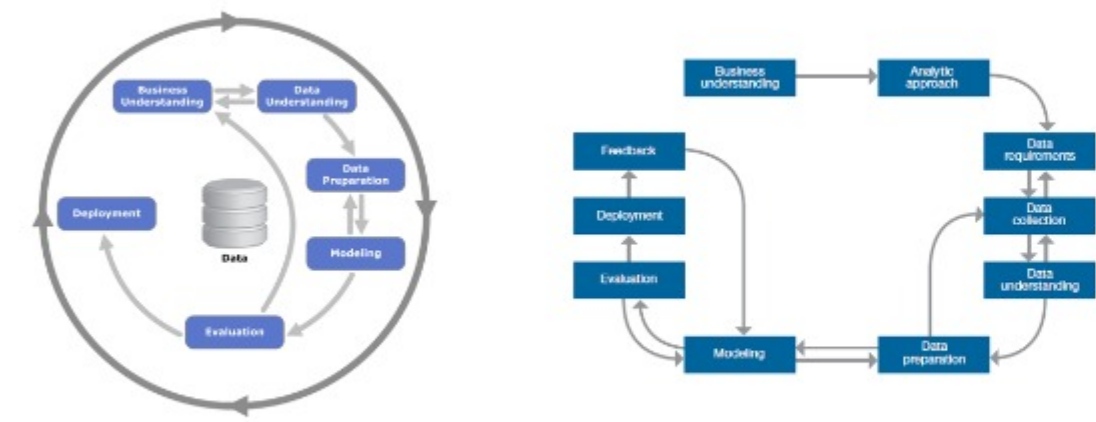 Business
Understanding
Data
Understanding
Data
Preparation
Deployment
Data
Modeling
Evaluation
Business
understanding
Analytic
approach
Feedback
Data
requirements
Deployment
Data
collection
Evaluation
Data
understanding
Modeling
Data
preparation